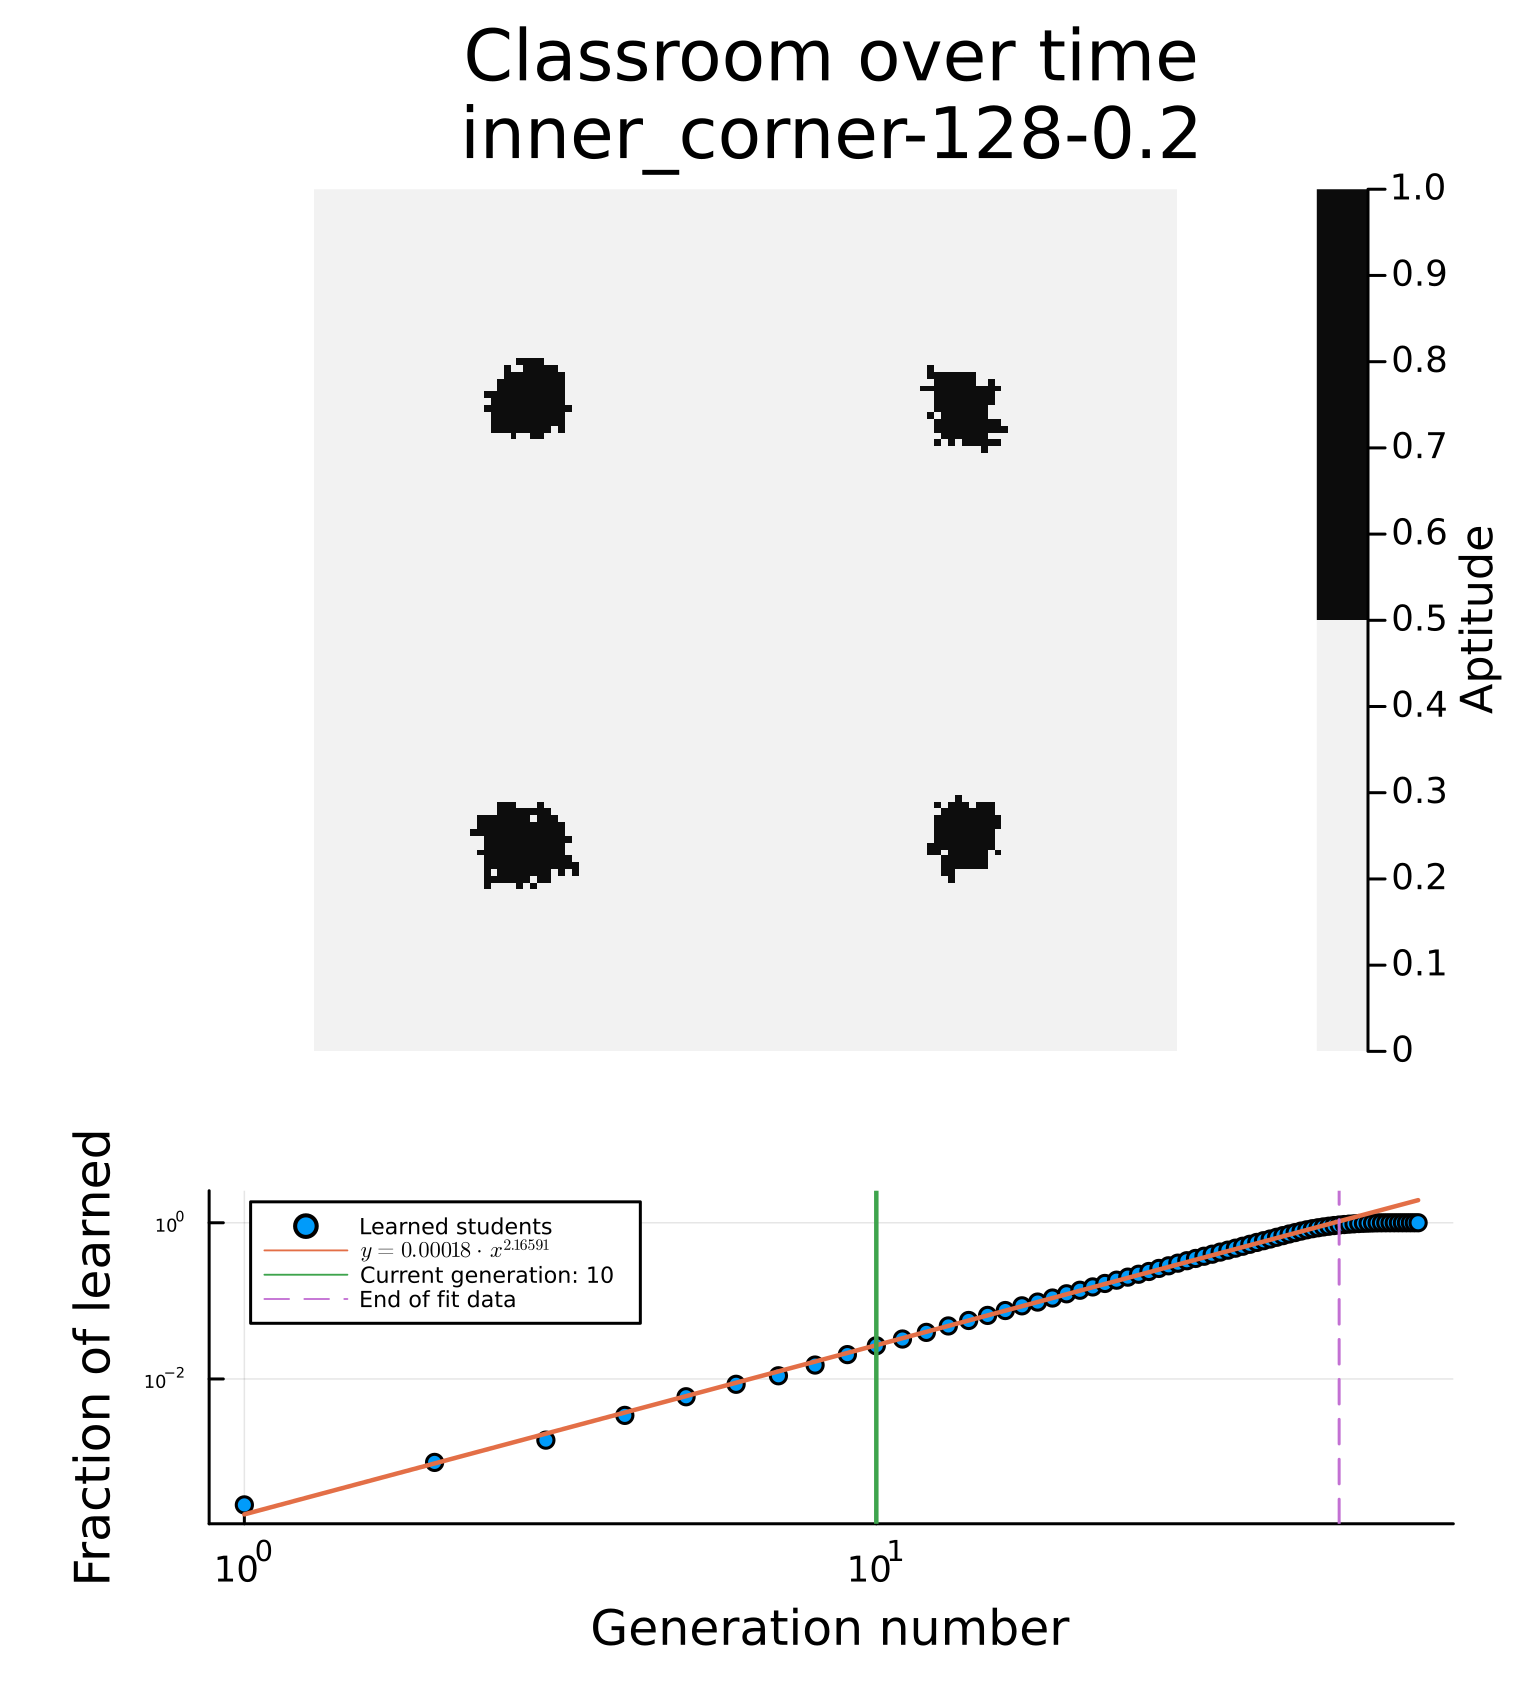 Classroom over time
inner_corner-128-0.2
1.0
0.9
0.8
0.7
0.6
0.5
0.4
0.3
0.2
0.1
0
Aptitude
Fraction of learned
10^0
10^-2
Learned students
y = 0.00018 · x^2.16591
Current generation: 10
End of fit data
10^0
10^1
Generation number